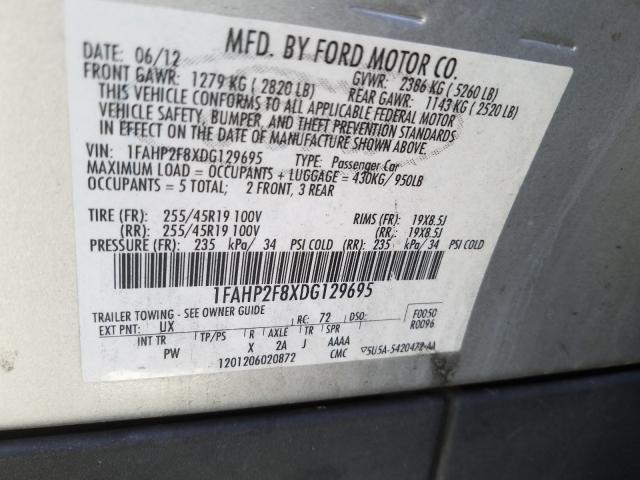 MFD. BY FORD MOTOR CO.
DATE: 06/12 GVWR: 2386 KG ( 5260 LB)
FRONT GAWR: 1279 KG ( 2820 LB) REAR GAWR: 1143 KG ( 2520 LB)
THIS VEHICLE CONFORMS TO ALL APPLICABLE FEDERAL MOTOR
VEHICLE SAFETY, BUMPER, AND THEFT PREVENTION STANDARDS
IN EFFECT ON THE DATE OF MANUFACTURE SHOWN ABOVE.
VIN: 1FAHP2F8XDG129695 TYPE: Passenger Car
MAXIMUM LOAD = OCCUPANTS + LUGGAGE = 430KG/ 950LB
OCCUPANTS = 5 TOTAL; 2 FRONT, 3 REAR
TIRE (FR): 255/45R19 100V RIMS (FR): 19X8.5J
(RR): 255/45R19 100V (RR): 19X8.5J
PRESSURE (FR): 235 kPa/ 34 PSI COLD (RR): 235 kPa/ 34 PSI COLD
1FAHP2F8XDG129695
TRAILER TOWING - SEE OWNER GUIDE
EXT PNT: UX RC: 72 DSO: F0050
R0096
INT TR TP/PS R AXLE TR SPR
PW X 2A J AAAA
1201206020872 CMC 5U5A-5420472-AA